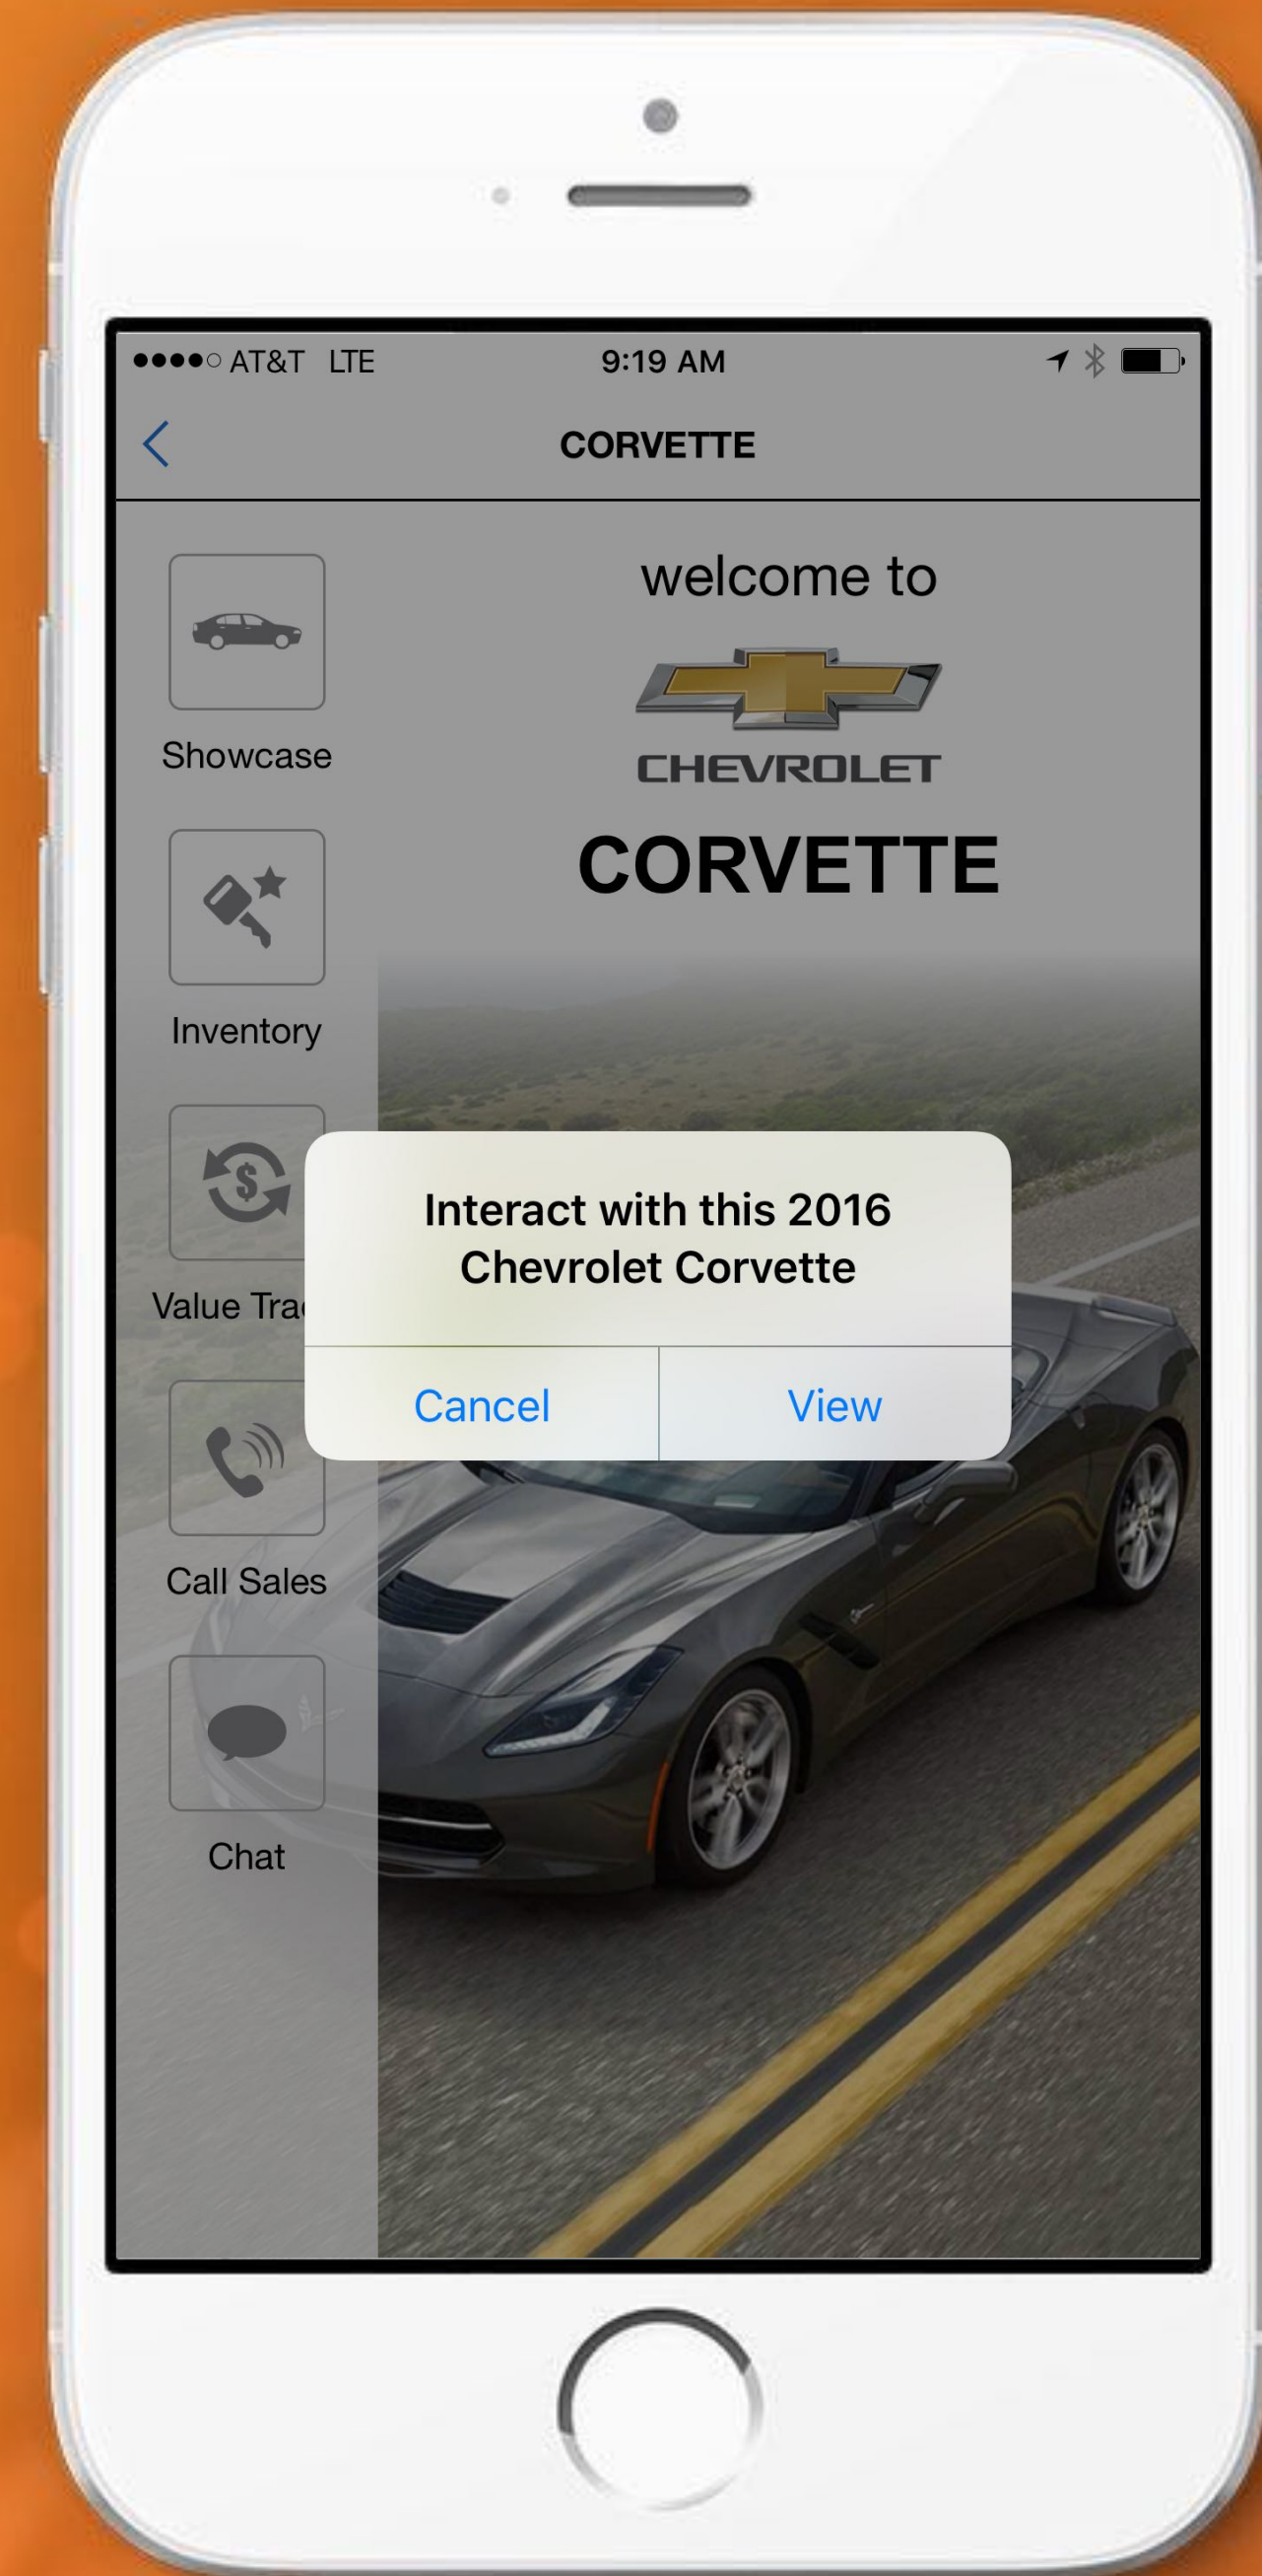 AT&T LTE 9:19 AM
CORVETTE
welcome to
CHEVROLET
CORVETTE
Showcase
Inventory
Value
Call Sales
Chat
Interact with this 2016
Chevrolet Corvette
Cancel View